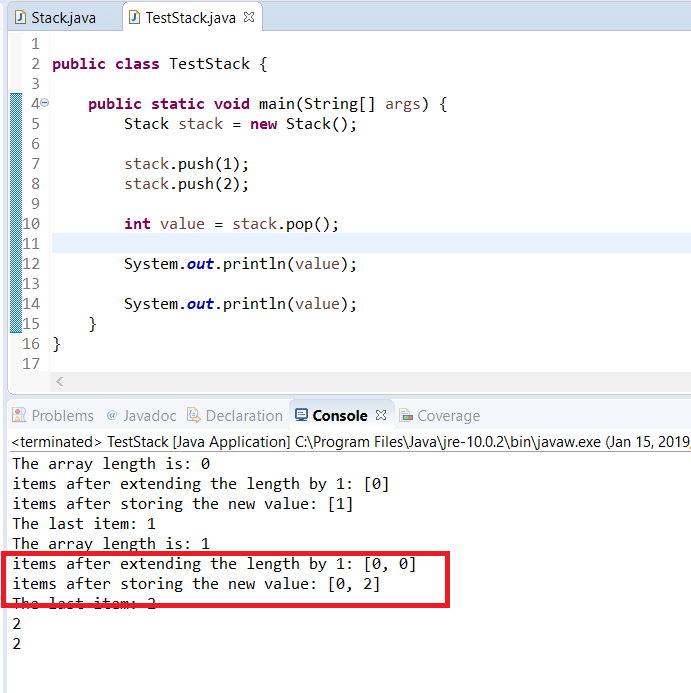 Stack.java TestStack.java
1
2 public class TestStack {
3
4 public static void main(String[] args) {
5 Stack stack = new Stack();
6
7 stack.push(1);
8 stack.push(2);
9
10 int value = stack.pop();
11
12 System.out.println(value);
13
14 System.out.println(value);
15 }
16 }
17
Problems @ Javadoc Declaration Console Coverage
<terminated> TestStack [Java Application] C:\Program Files\Java\jre-10.0.2\bin\javaw.exe (Jan 15, 2019,
The array length is: 0
items after extending the length by 1: [0]
items after storing the new value: [1]
The last item: 1
The array length is: 1
items after extending the length by 1: [0, 0]
items after storing the new value: [0, 2]
The last item: 2
2
2